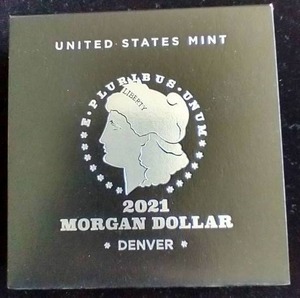 UNITED STATES MINT
E · PLURIBUS · UNUM
LIBERTY
2021
MORGAN DOLLAR
* DENVER *